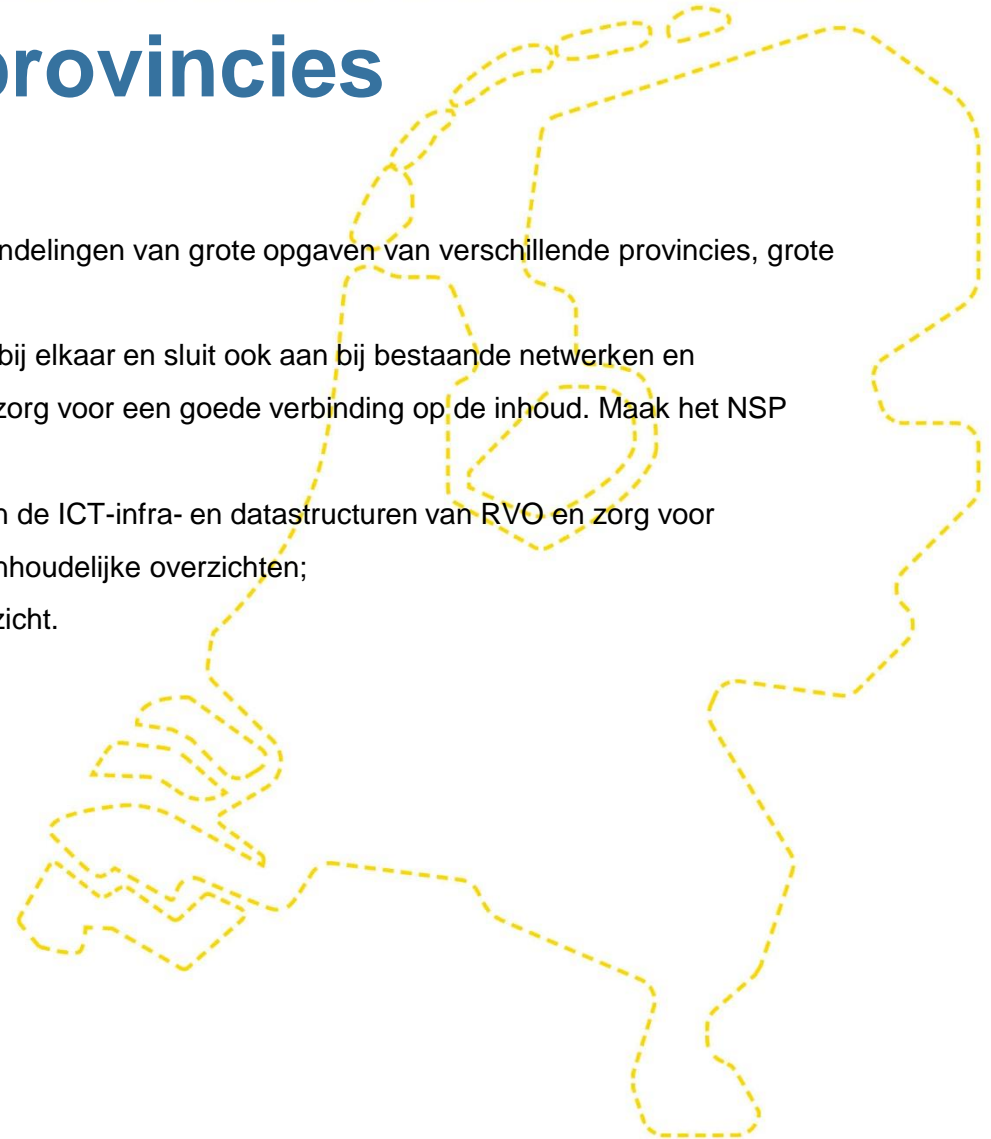 provincies
ndelingen van grote opgaven van verschillende provincies, grote
bij elkaar en sluit ook aan bij bestaande netwerken en
zorg voor een goede verbinding op de inhoud. Maak het NSP
n de ICT-infra- en datastructuren van RVO en zorg voor
nhoudelijke overzichten;
zicht.